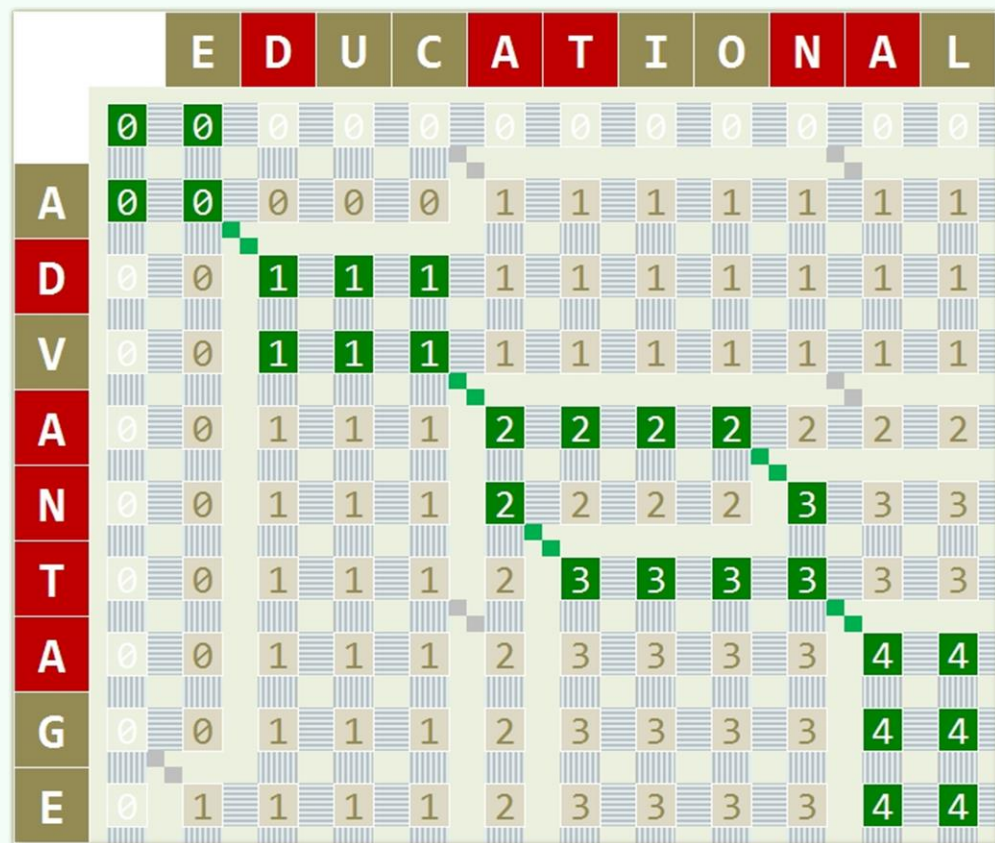 E D U C A T I O N A L
0 0 0 0 0 0 0 0 0 0 0 0
A 0 0 0 0 0 1 1 1 1 1 1 1
D 0 0 1 1 1 1 1 1 1 1 1 1
V 0 0 1 1 1 1 1 1 1 1 1 1
A 0 0 1 1 1 2 2 2 2 2 2 2
N 0 0 1 1 1 2 2 2 2 3 3 3
T 0 0 1 1 1 2 3 3 3 3 3 3
A 0 0 1 1 1 2 3 3 3 3 4 4
G 0 0 1 1 1 2 3 3 3 3 4 4
E 0 1 1 1 1 2 3 3 3 3 4 4